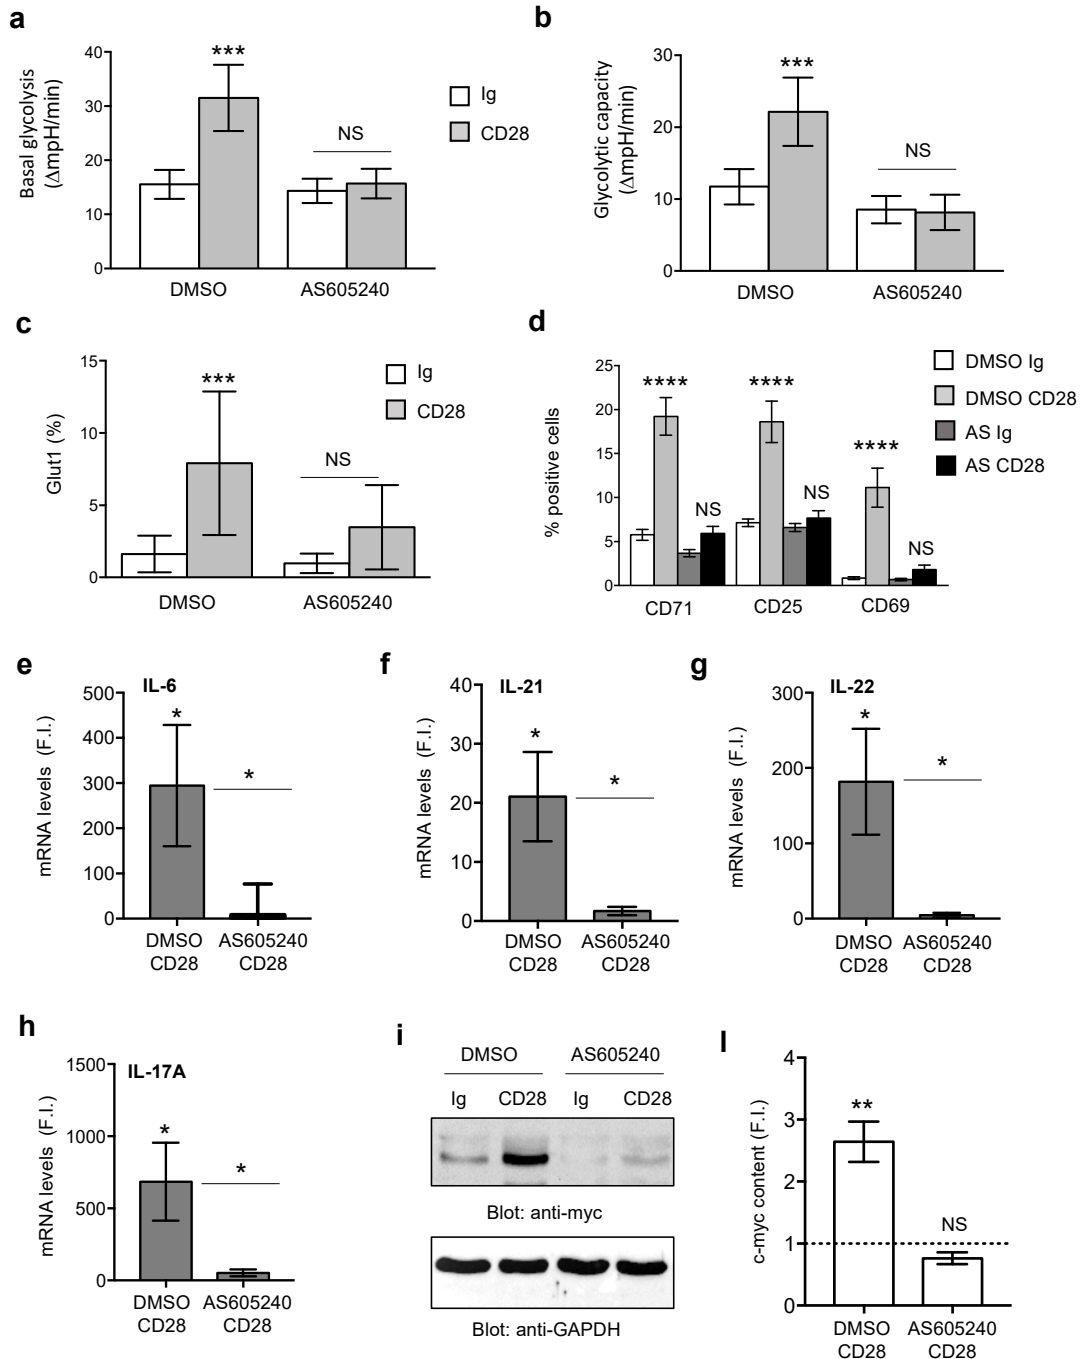 a
Basal glycolysis
(ΔmpH/min)
40
30
20
10
0
***
NS
DMSO
AS605240
Ig
CD28
b
Glycolytic capacity
(ΔmpH/min)
30
20
10
0
***
NS
DMSO
AS605240
c
Glut1 (%)
15
10
5
0
***
NS
DMSO
AS605240
Ig
CD28
d
% positive cells
25
20
15
10
5
0
****
NS
****
NS
****
NS
CD71
CD25
CD69
DMSO Ig
DMSO CD28
AS Ig
AS CD28
e
IL-6
mRNA levels (F.I.)
500
400
300
200
100
0
*
*
DMSO
CD28
AS605240
CD28
f
IL-21
mRNA levels (F.I.)
40
30
20
10
0
*
*
DMSO
CD28
AS605240
CD28
g
IL-22
mRNA levels (F.I.)
300
200
100
0
*
*
DMSO
CD28
AS605240
CD28
h
IL-17A
mRNA levels (F.I.)
1500
1000
500
0
*
*
DMSO
CD28
AS605240
CD28
i
DMSO AS605240
Ig CD28 Ig CD28
Blot: anti-myc
Blot: anti-GAPDH
l
c-myc content (F.I.)
4
3
2
1
0
**
NS
DMSO
CD28
AS605240
CD28